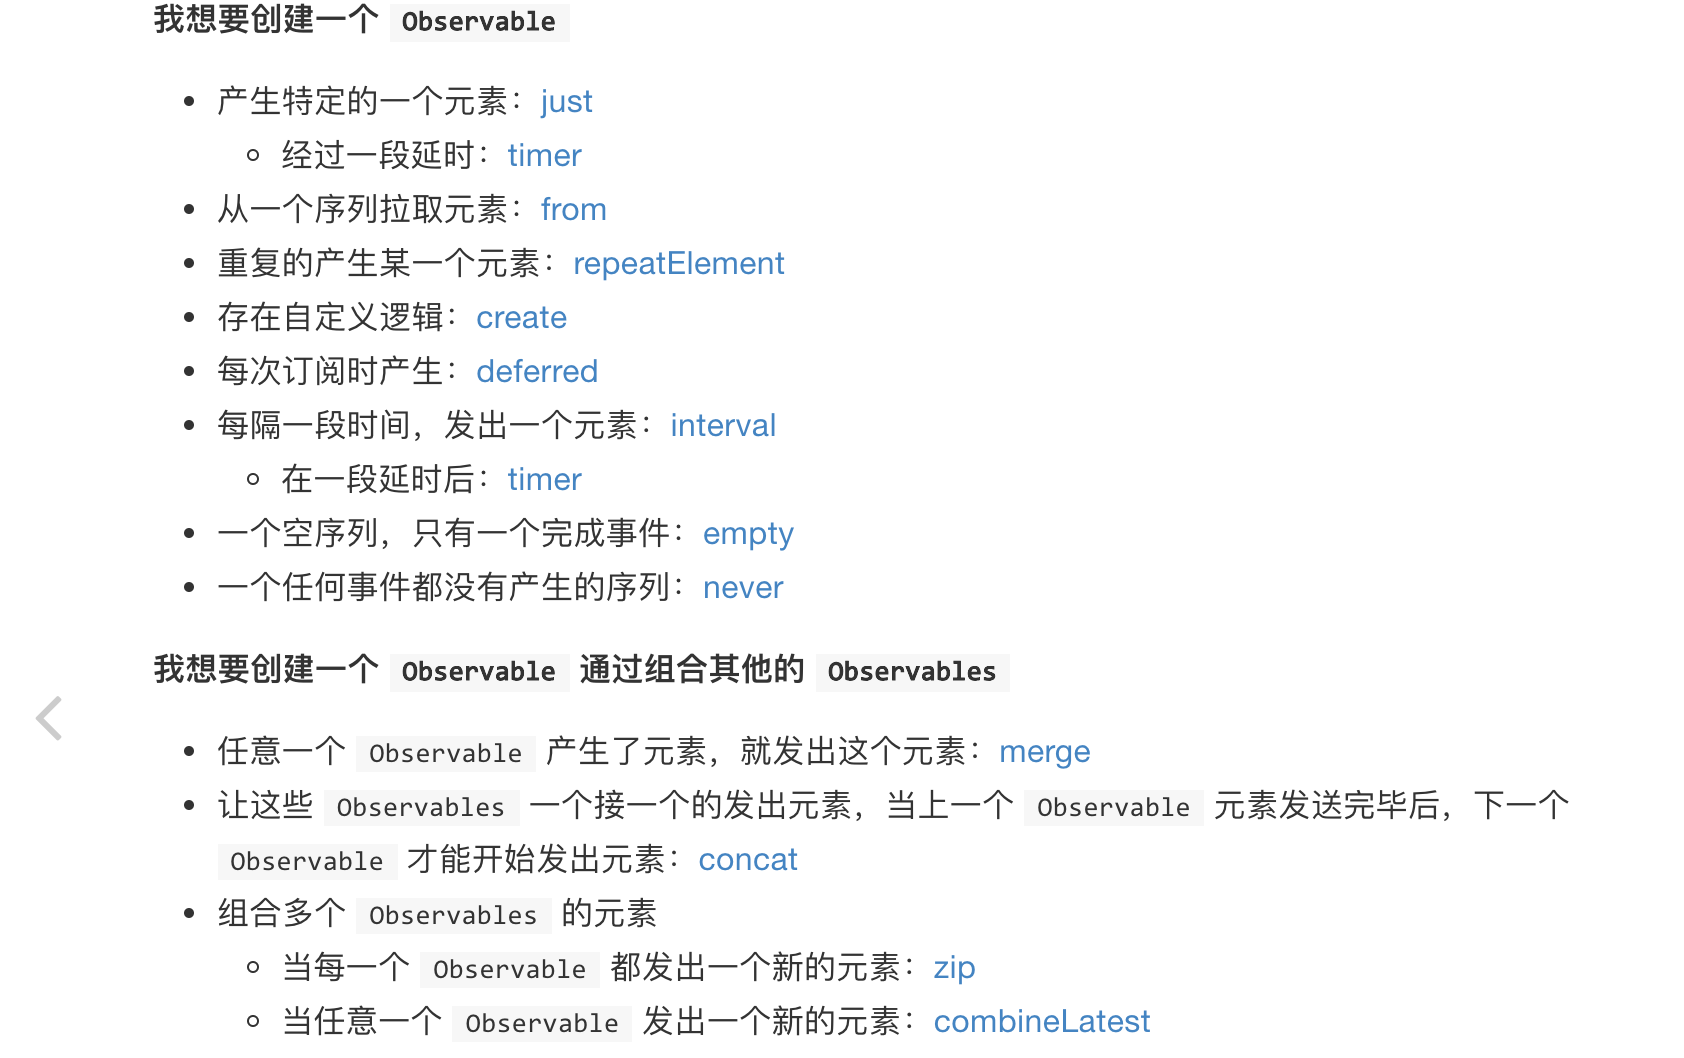 我想要创建一个 Observable
产生特定的一个元素：just
经过一段延时：timer
从一个序列拉取元素：from
重复的产生某一个元素：repeatElement
存在自定义逻辑：create
每次订阅时产生：deferred
每隔一段时间，发出一个元素：interval
在一段延时后：timer
一个空序列，只有一个完成事件：empty
一个任何事件都没有产生的序列：never
我想要创建一个 Observable 通过组合其他的 Observables
任意一个 Observable 产生了元素，就发出这个元素：merge
让这些 Observables 一个接一个的发出元素，当上一个 Observable 元素发送完毕后，下一个
Observable 才能开始发出元素：concat
组合多个 Observables 的元素
当每一个 Observable 都发出一个新的元素：zip
当任意一个 Observable 发出一个新的元素：combineLatest